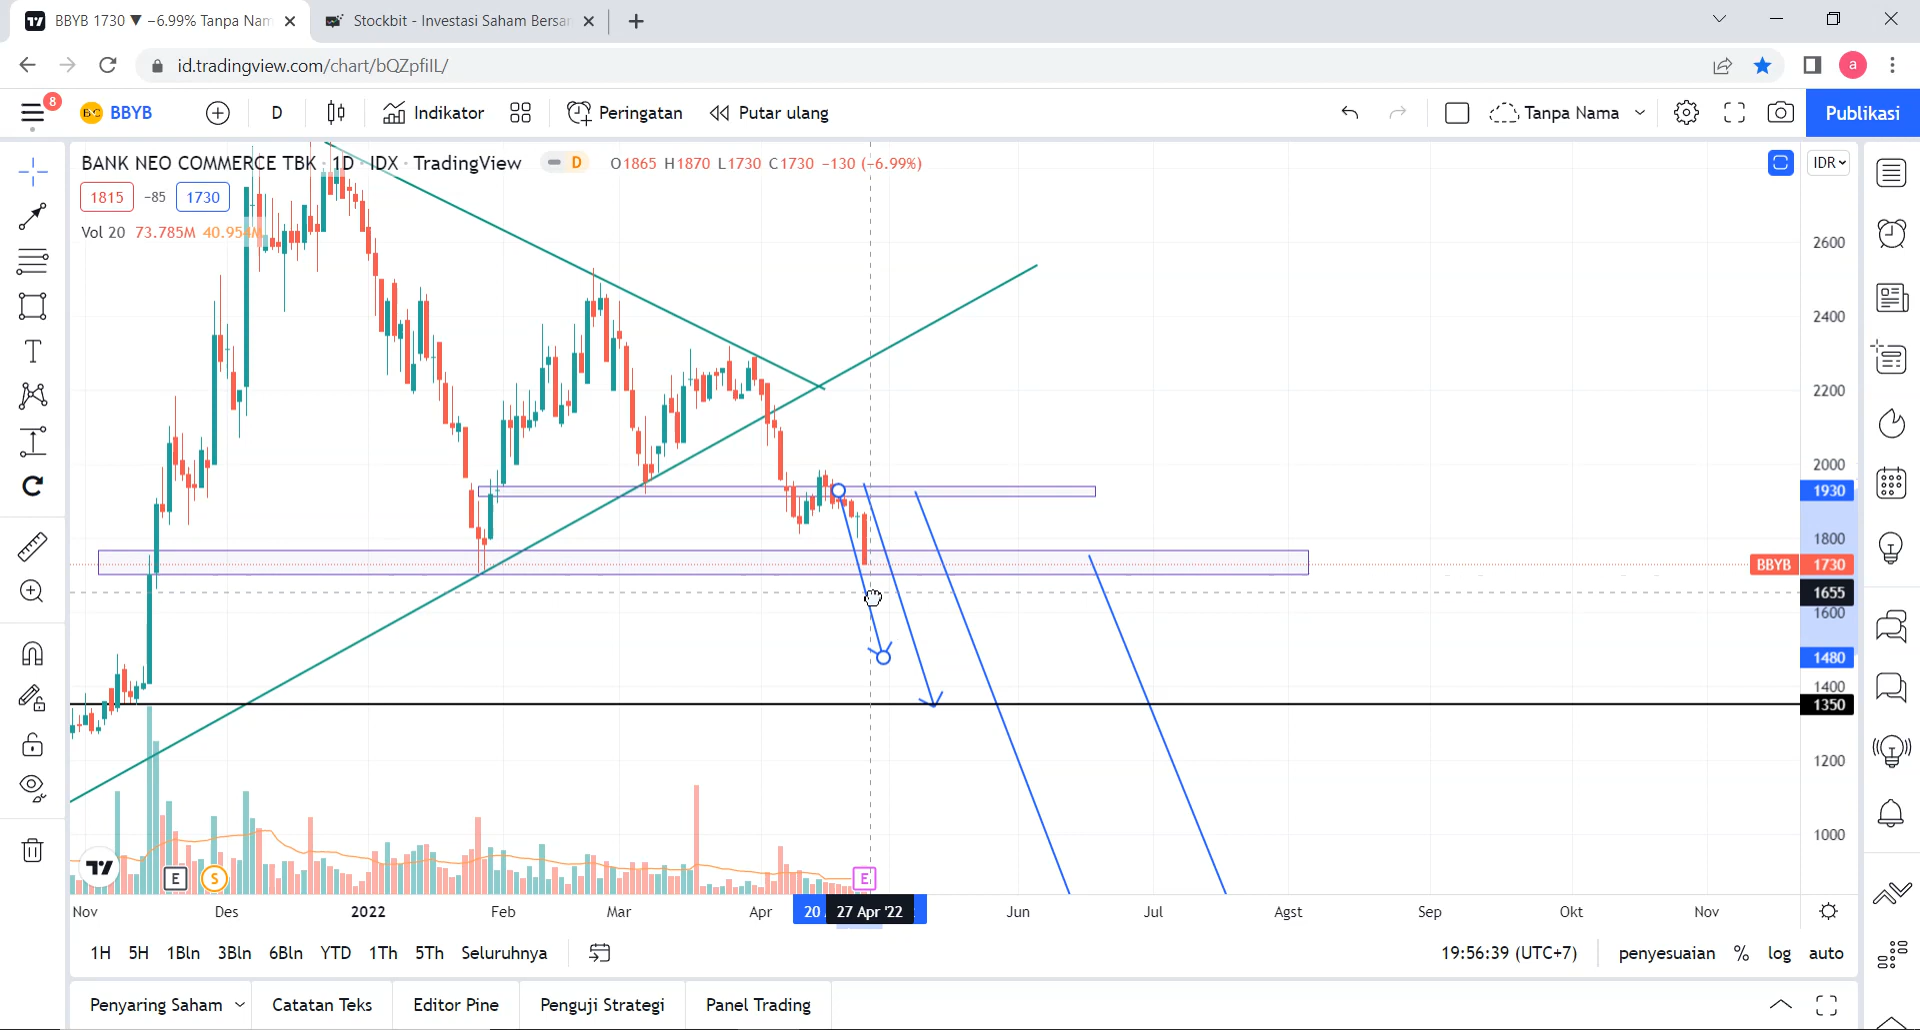 BBYB 1730 ▼ −6.99% Tanpa Nam
Stockbit - Investasi Saham Bersan
id.tradingview.com/chart/bQZpfiIL/
a
8
BBYB
D
Indikator
Peringatan
Putar ulang
Tanpa Nama
Publikasi
BANK NEO COMMERCE TBK · 1D · IDX · TradingView
D
O1865 H1870 L1730 C1730 −130 (−6.99%)
IDR
1815
−85
1730
Vol 20 73.785M 40.954M
2600
2400
2200
2000
1930
1800
BBYB 1730
1655
1600
1480
1400
1350
1200
1000
E
S
E
Nov
Des
2022
Feb
Mar
Apr
20
27 Apr '22
Jun
Jul
Agst
Sep
Okt
Nov
1H 5H 1Bln 3Bln 6Bln YTD 1Th 5Th Seluruhnya
19:56:39 (UTC+7)
penyesuaian % log auto
Penyaring Saham
Catatan Teks
Editor Pine
Penguji Strategi
Panel Trading